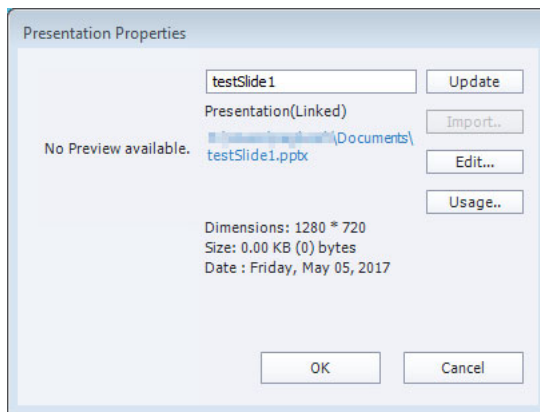 Presentation Properties
testSlide1
Update
Presentation(Linked)
Import..
\Documents\
testSlide1.pptx
No Preview available.
Edit...
Usage..
Dimensions: 1280 * 720
Size: 0.00 KB (0) bytes
Date : Friday, May 05, 2017
OK
Cancel